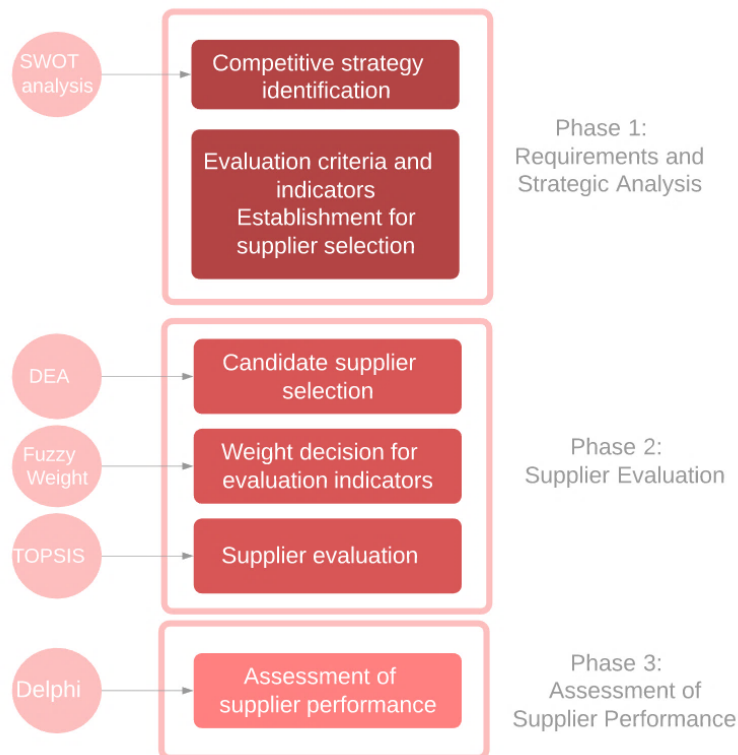 SWOT
analysis
Competitive strategy
identification
Evaluation criteria and
indicators
Establishment for
supplier selection
Phase 1:
Requirements and
Strategic Analysis
DEA
Candidate supplier
selection
Fuzzy
Weight
Weight decision for
evaluation indicators
TOPSIS
Supplier evaluation
Phase 2:
Supplier Evaluation
Delphi
Assessment of
supplier performance
Phase 3:
Assessment of
Supplier Performance